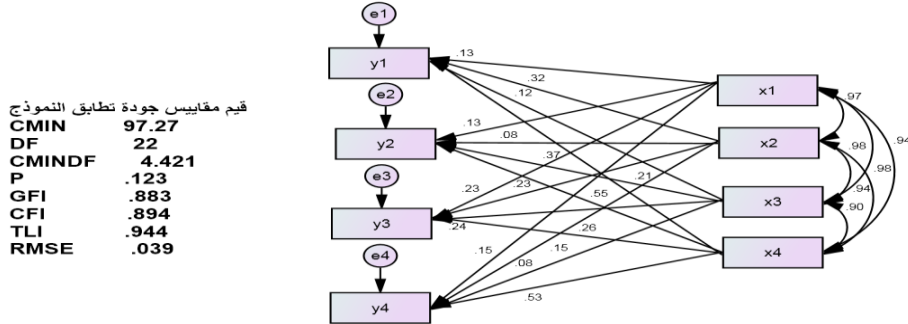 قيم مقاييس جودة تطابق النموذج
CMIN 97.27
DF 22
CMINDF 4.421
P .123
GFI .883
CFI .894
TLI .944
RMSE .039
e1
y1
e2
y2
e3
y3
e4
y4
x1
x2
x3
x4
.13
.32
.12
.13
.08
.37
.21
.23
.23
.55
.24
.26
.15
.15
.08
.53
.97
.98
.94
.94
.98
.90